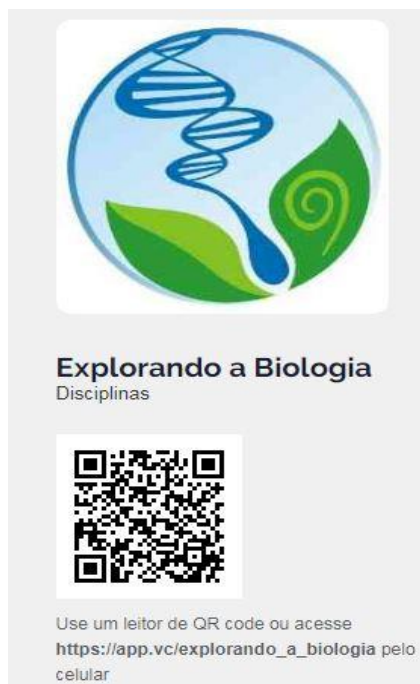 Explorando a Biologia
Disciplinas
Use um leitor de QR code ou acesse
https://app.vc/explorando_a_biologia pelo
celular